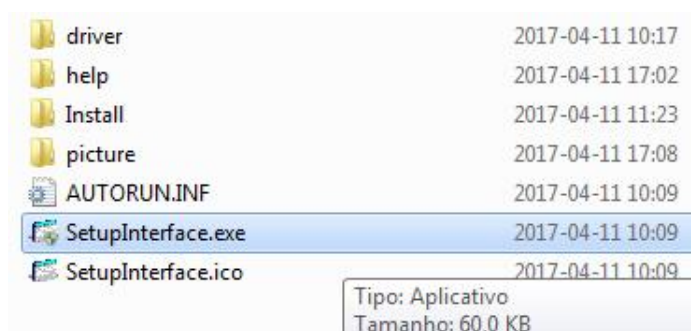 driver 2017-04-11 10:17
help 2017-04-11 17:02
Install 2017-04-11 11:23
picture 2017-04-11 17:08
AUTORUN.INF 2017-04-11 10:09
SetupInterface.exe 2017-04-11 10:09
SetupInterface.ico 2017-04-11 10:09
Tipo: Aplicativo
Tamanho: 60,0 KB